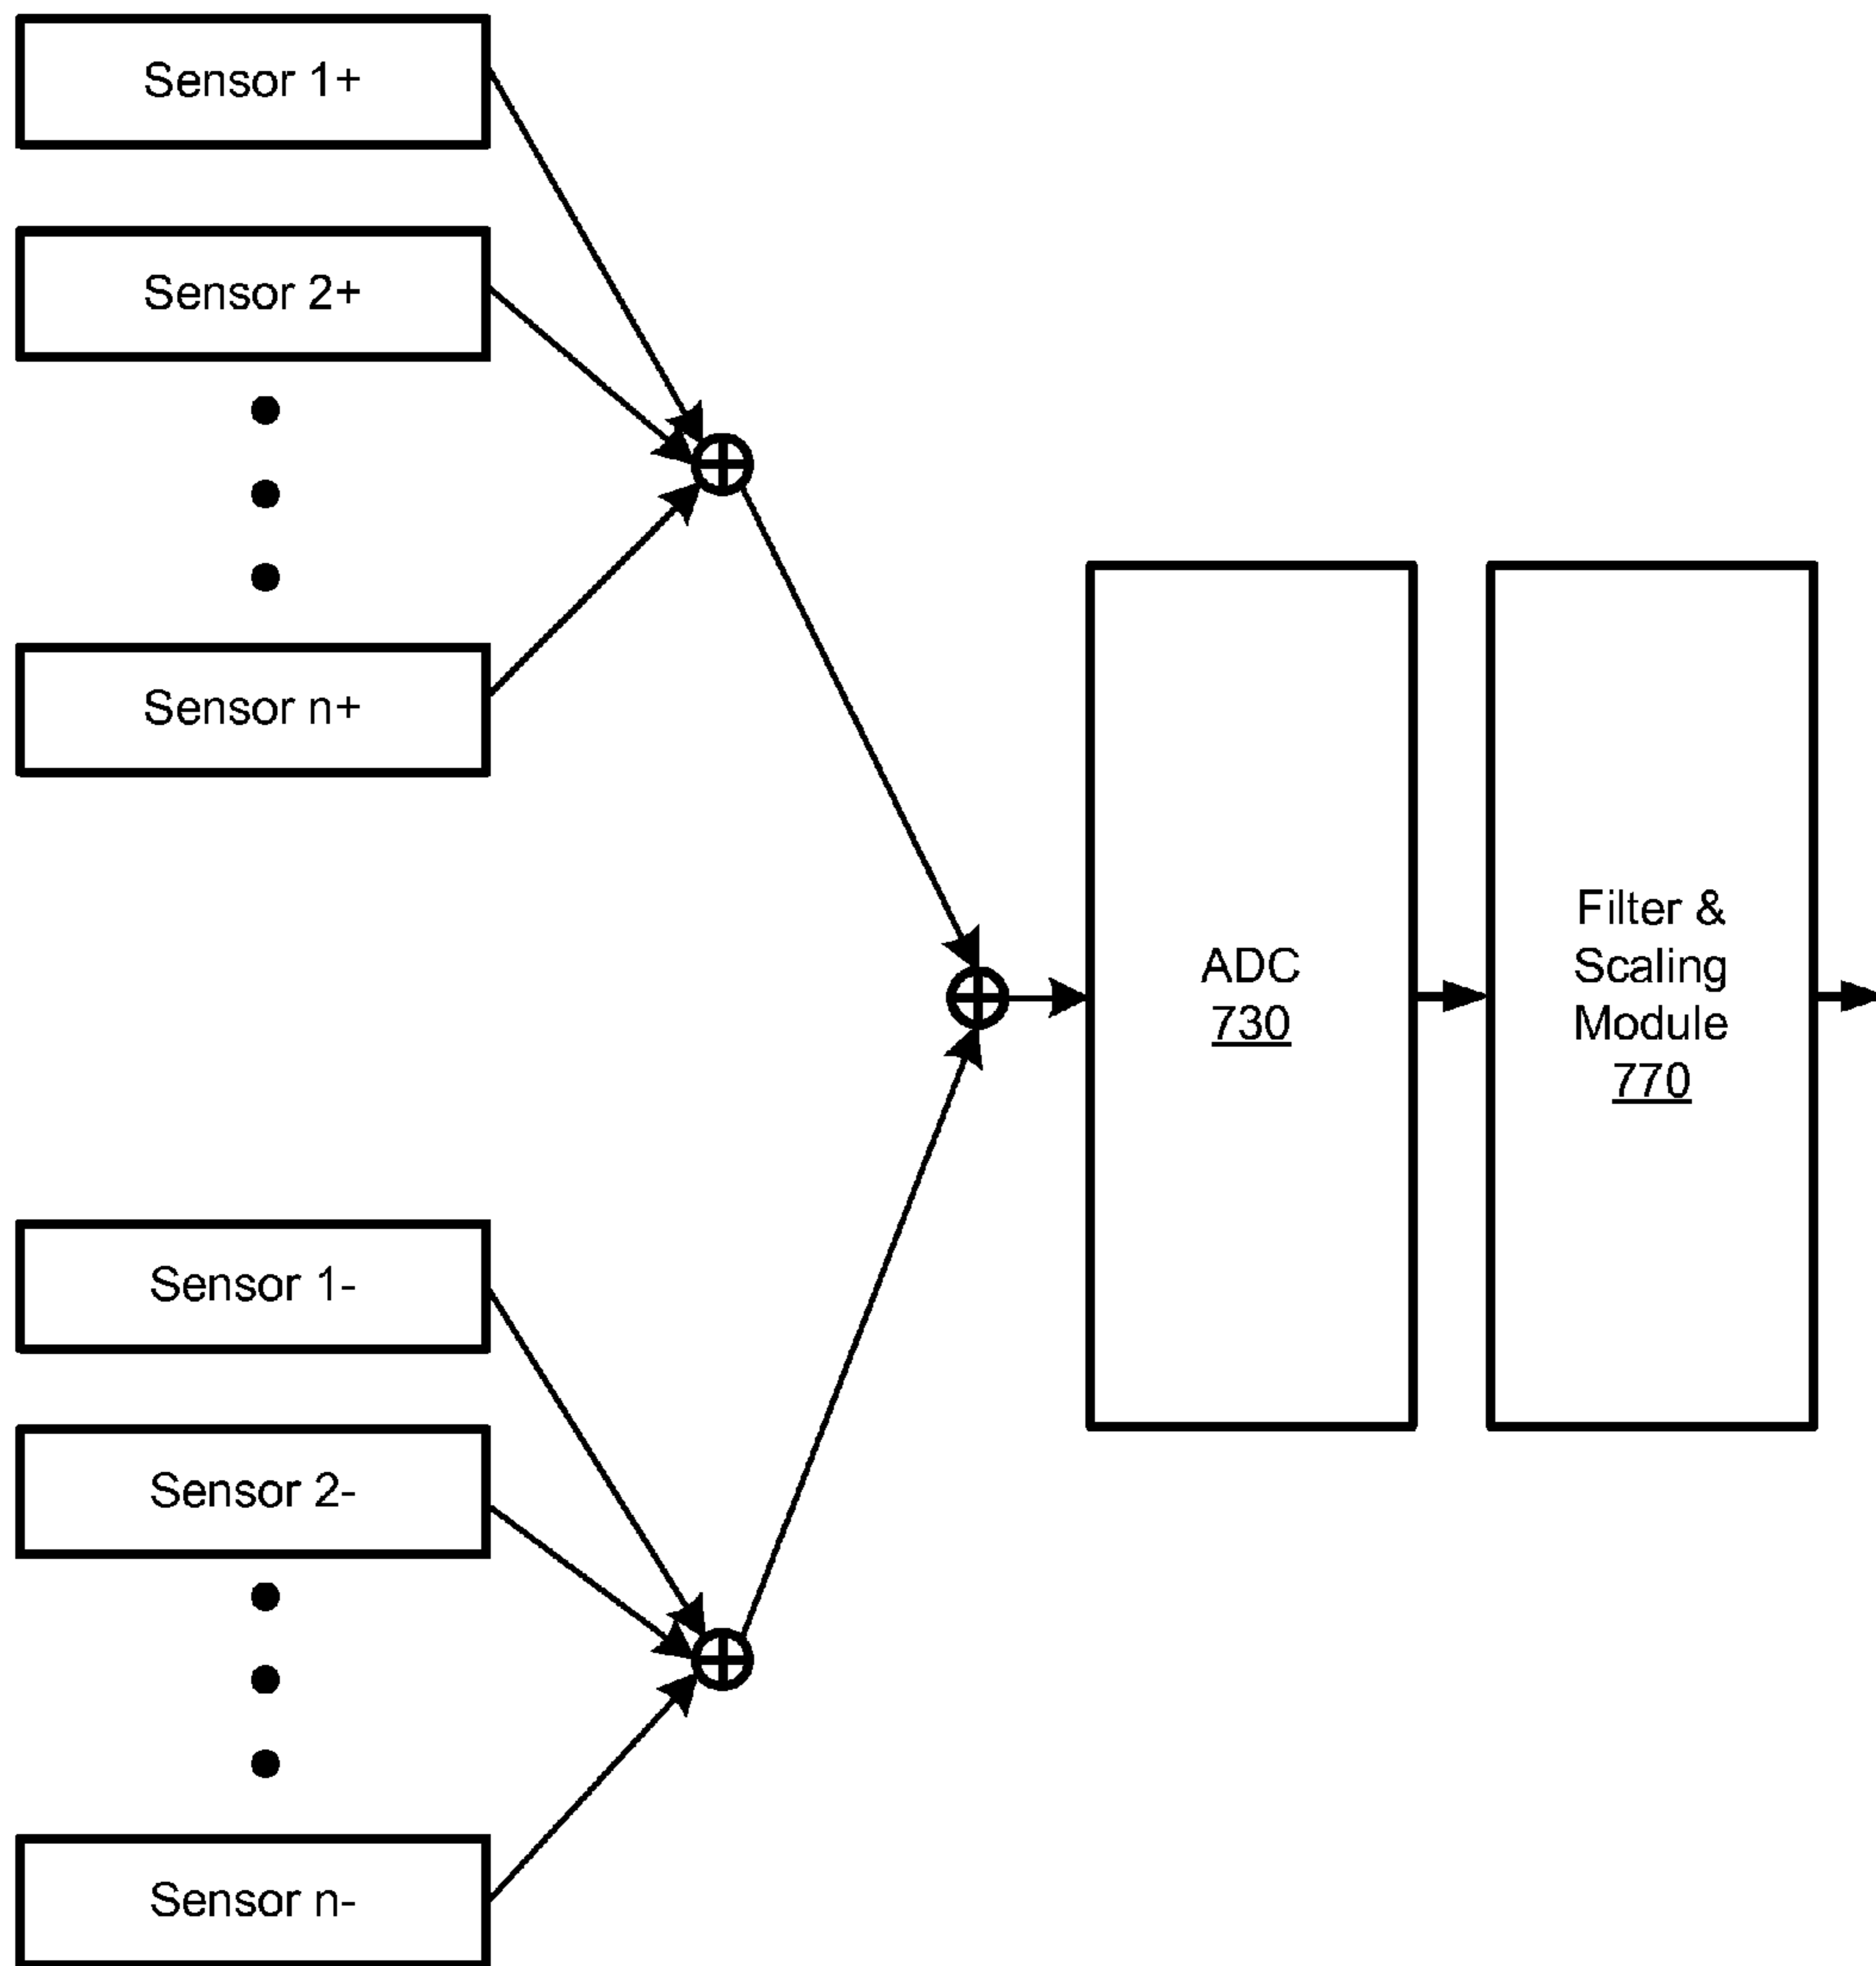 Sensor 1+
Sensor 2+
Sensor n+
Sensor 1-
Sensor 2-
Sensor n-
ADC
730
Filter &
Scaling
Module
770